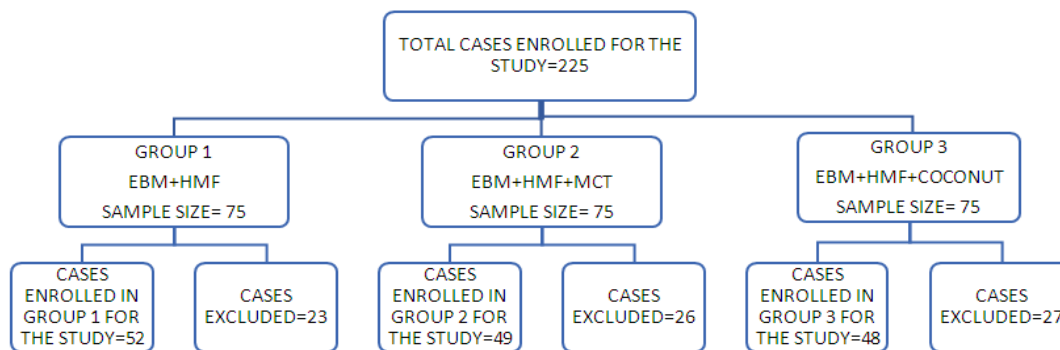 TOTAL CASES ENROLLED FOR THE
STUDY=225
GROUP 1
EBM+HMF
SAMPLE SIZE= 75
GROUP 2
EBM+HMF+MCT
SAMPLE SIZE= 75
GROUP 3
EBM+HMF+COCONUT
SAMPLE SIZE= 75
CASES
ENROLLED IN
GROUP 1 FOR
THE STUDY=52
CASES
EXCLUDED=23
CASES
ENROLLED IN
GROUP 2 FOR
THE STUDY=49
CASES
EXCLUDED=26
CASES
ENROLLED IN
GROUP 3 FOR
THE STUDY=48
CASES
EXCLUDED=27